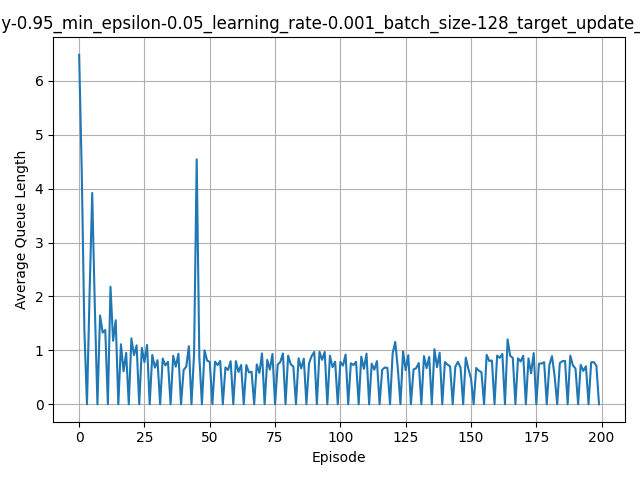 y-0.95_min_epsilon-0.05_learning_rate-0.001_batch_size-128_target_update_
6
5
4
3
2
1
0
Average Queue Length
0 25 50 75 100 125 150 175 200
Episode